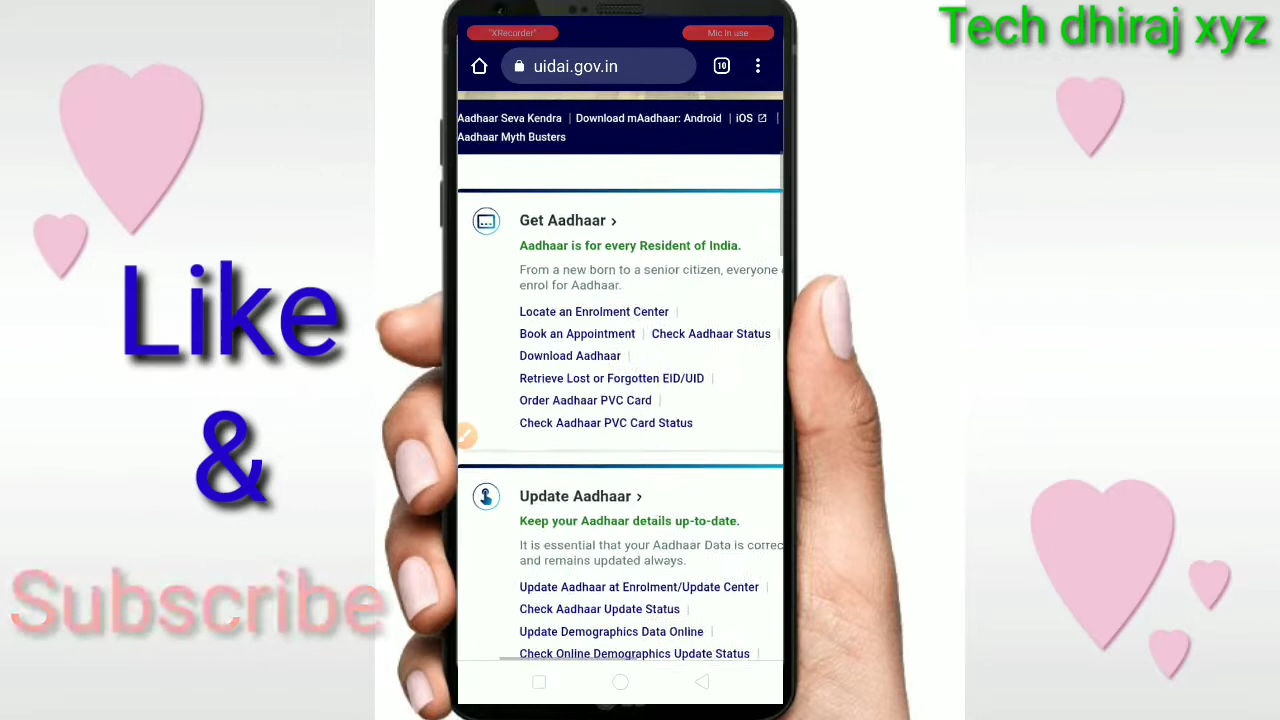 Tech dhiraj xyz
"XRecorder"
Mic in use
uidai.gov.in
10
Aadhaar Seva Kendra | Download mAadhaar: Android | iOS |
Aadhaar Myth Busters
Get Aadhaar ›
Aadhaar is for every Resident of India.
From a new born to a senior citizen, everyone
enrol for Aadhaar.
Locate an Enrolment Center |
Book an Appointment | Check Aadhaar Status |
Download Aadhaar |
Retrieve Lost or Forgotten EID/UID |
Order Aadhaar PVC Card |
Check Aadhaar PVC Card Status
Update Aadhaar ›
Keep your Aadhaar details up-to-date.
It is essential that your Aadhaar Data is correc
and remains updated always.
Update Aadhaar at Enrolment/Update Center |
Check Aadhaar Update Status |
Update Demographics Data Online |
Check Online Demographics Update Status |
Like
&
Subscribe